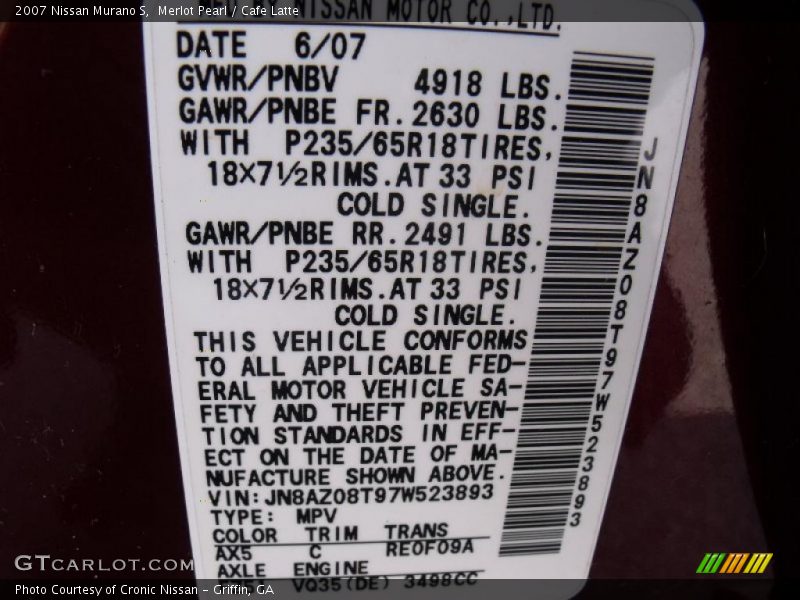 2007 Nissan Murano S, Merlot Pearl / Cafe Latte
NISSAN MOTOR CO.,LTD.
DATE 6/07
GVWR/PNBV 4918 LBS.
GAWR/PNBE FR. 2630 LBS.
WITH P235/65R18TIRES,
18×7½RIMS.AT 33 PSI
COLD SINGLE.
GAWR/PNBE RR. 2491 LBS.
WITH P235/65R18TIRES,
18×7½RIMS.AT 33 PSI
COLD SINGLE.
THIS VEHICLE CONFORMS
TO ALL APPLICABLE FED-
ERAL MOTOR VEHICLE SA-
FETY AND THEFT PREVEN-
TION STANDARDS IN EFF-
ECT ON THE DATE OF MA-
NUFACTURE SHOWN ABOVE.
VIN:JN8AZ08T97W523893
TYPE: MPV
COLOR TRIM TRANS
AX5 C RE0F09A
AXLE ENGINE
VQ35(DE) 3498CC
JN8AZ08T97W523893
GTCARLOT.COM
Photo Courtesy of Cronic Nissan – Griffin, GA